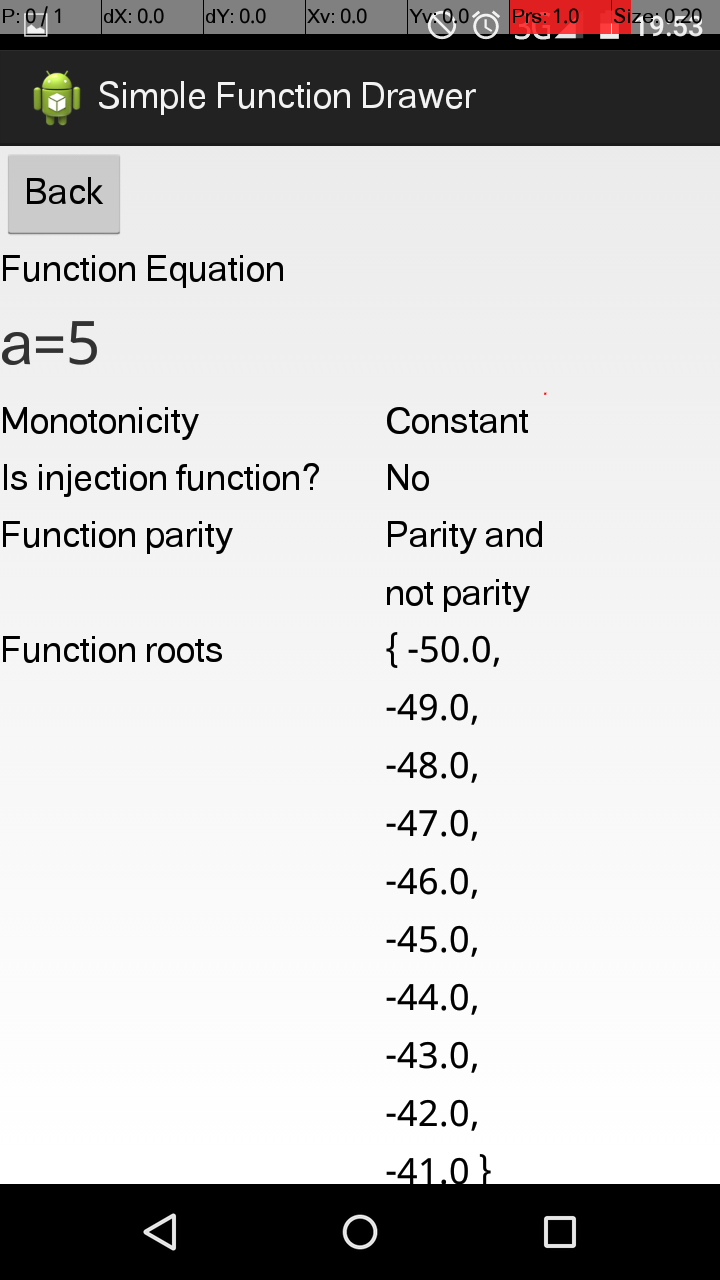 P: 0 / 1 dX: 0.0 dY: 0.0 Xv: 0.0 Yv: 0.0 Prs: 1.0 Size: 0.20
3G 19:53
Simple Function Drawer
Back
Function Equation
a=5
Monotonicity Constant
Is injection function? No
Function parity Parity and
not parity
Function roots { -50.0,
-49.0,
-48.0,
-47.0,
-46.0,
-45.0,
-44.0,
-43.0,
-42.0,
-41.0 }